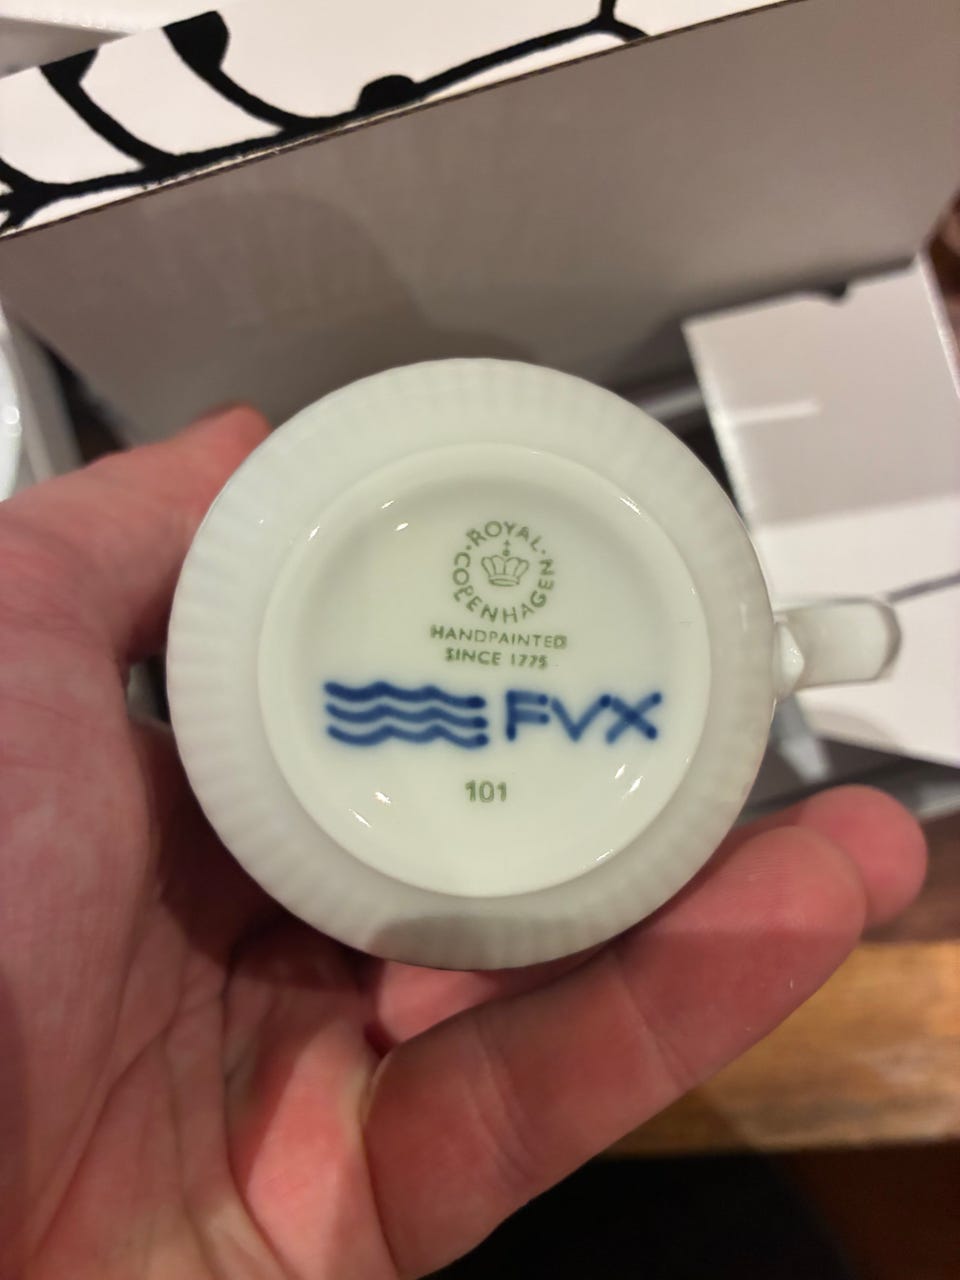 ROYAL COPENHAGEN
HANDPAINTED
SINCE 1775
FVX
101